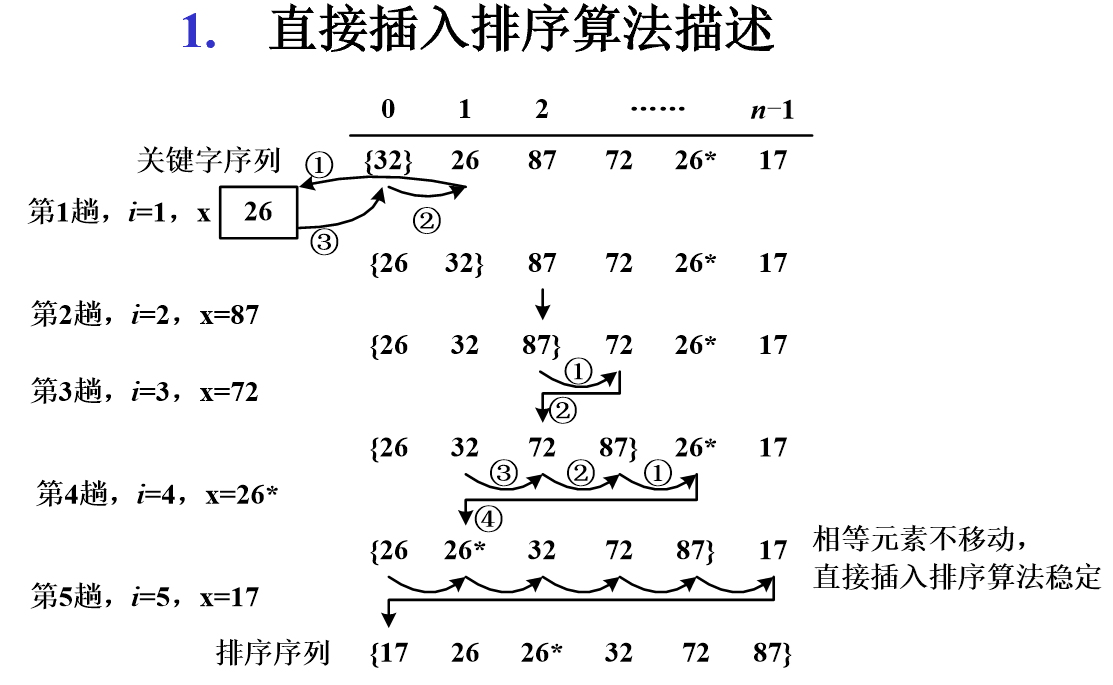 1. 直接插入排序算法描述
0 1 2 …… n−1
关键字序列 ① {32} 26 87 72 26* 17
第1趟，i=1，x 26 ②
③
{26 32} 87 72 26* 17
第2趟，i=2，x=87
{26 32 87} 72 26* 17
第3趟，i=3，x=72 ①
②
{26 32 72 87} 26* 17
③ ② ①
第4趟，i=4，x=26*
④
{26 26* 32 72 87} 17
相等元素不移动，
直接插入排序算法稳定
第5趟，i=5，x=17
排序序列 {17 26 26* 32 72 87}